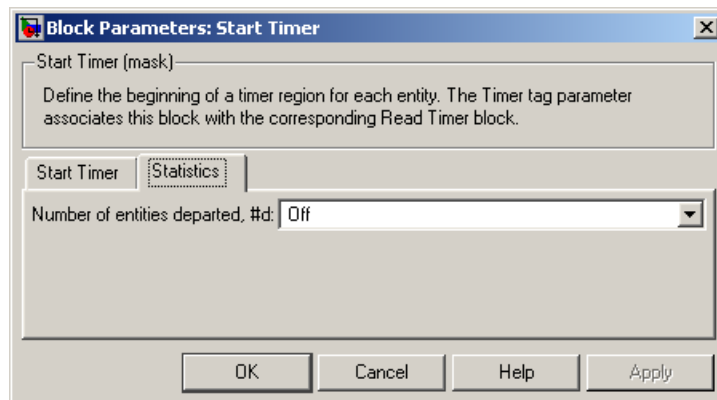 Block Parameters: Start Timer
Start Timer (mask)
Define the beginning of a timer region for each entity. The Timer tag parameter
associates this block with the corresponding Read Timer block.
Start Timer Statistics
Number of entities departed, #d: Off
OK Cancel Help Apply